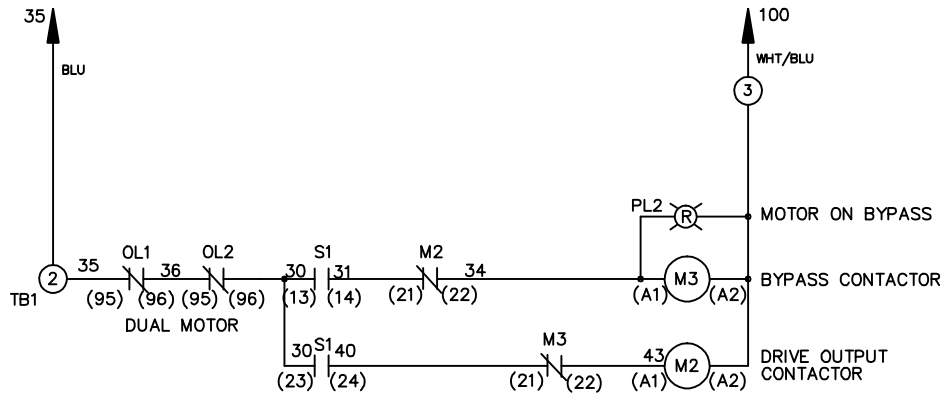 35
100
BLU
WHT/BLU
3
PL2
R
MOTOR ON BYPASS
2
TB1
35
OL1
36
OL2
30
S1
31
M2
34
M3
BYPASS CONTACTOR
(95)
(96)
(95)
(96)
(13)
(14)
(21)
(22)
(A1)
(A2)
DUAL MOTOR
30
S1
40
M3
43
M2
DRIVE OUTPUT
CONTACTOR
(23)
(24)
(21)
(22)
(A1)
(A2)